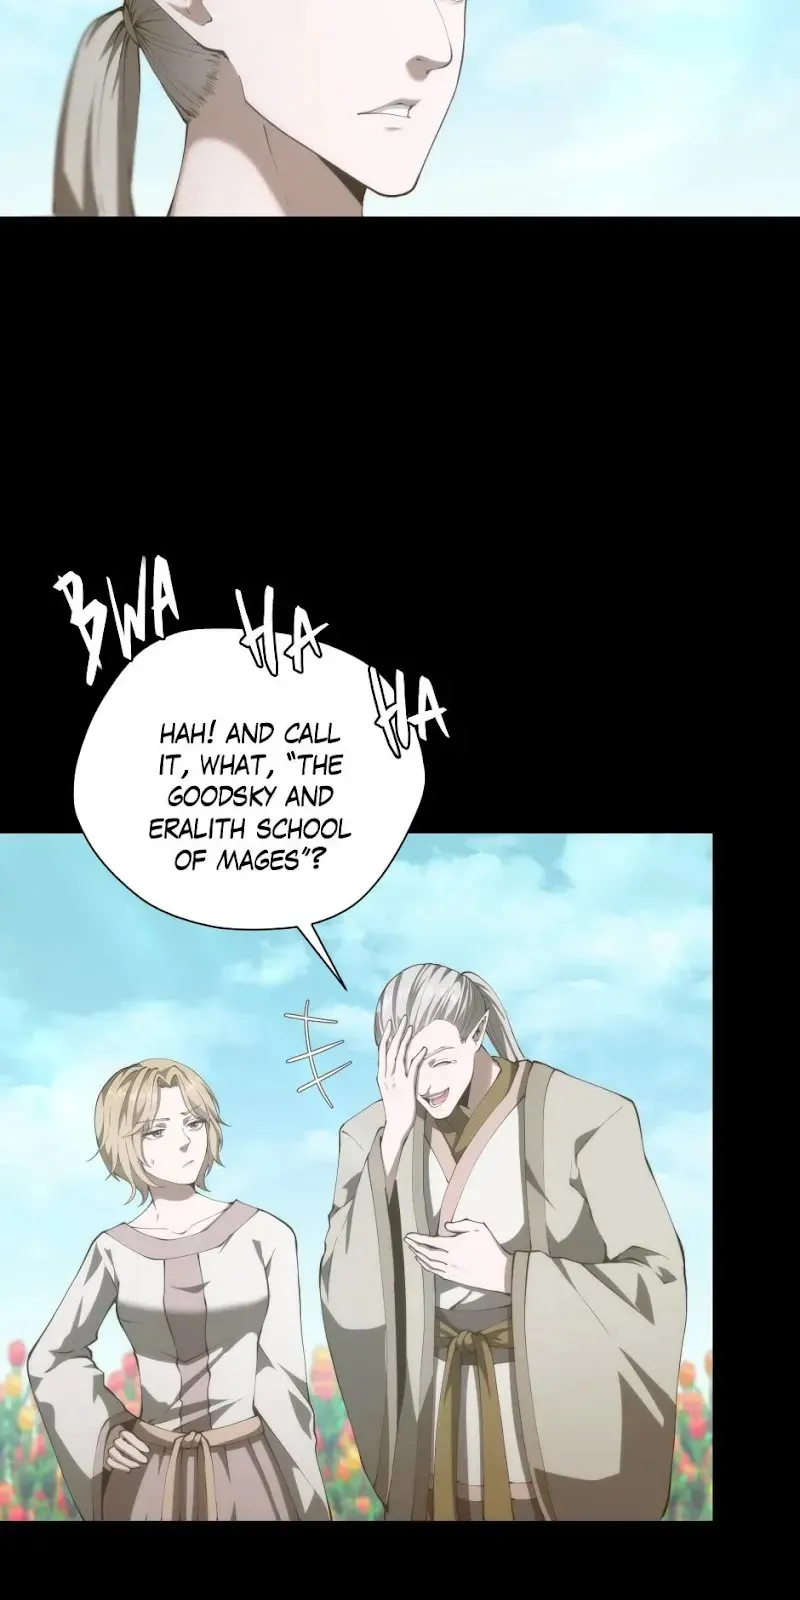 BWA HA HA
HAH! AND CALL
IT, WHAT, "THE
GOODSKY AND
ERALITH SCHOOL
OF MAGES"?